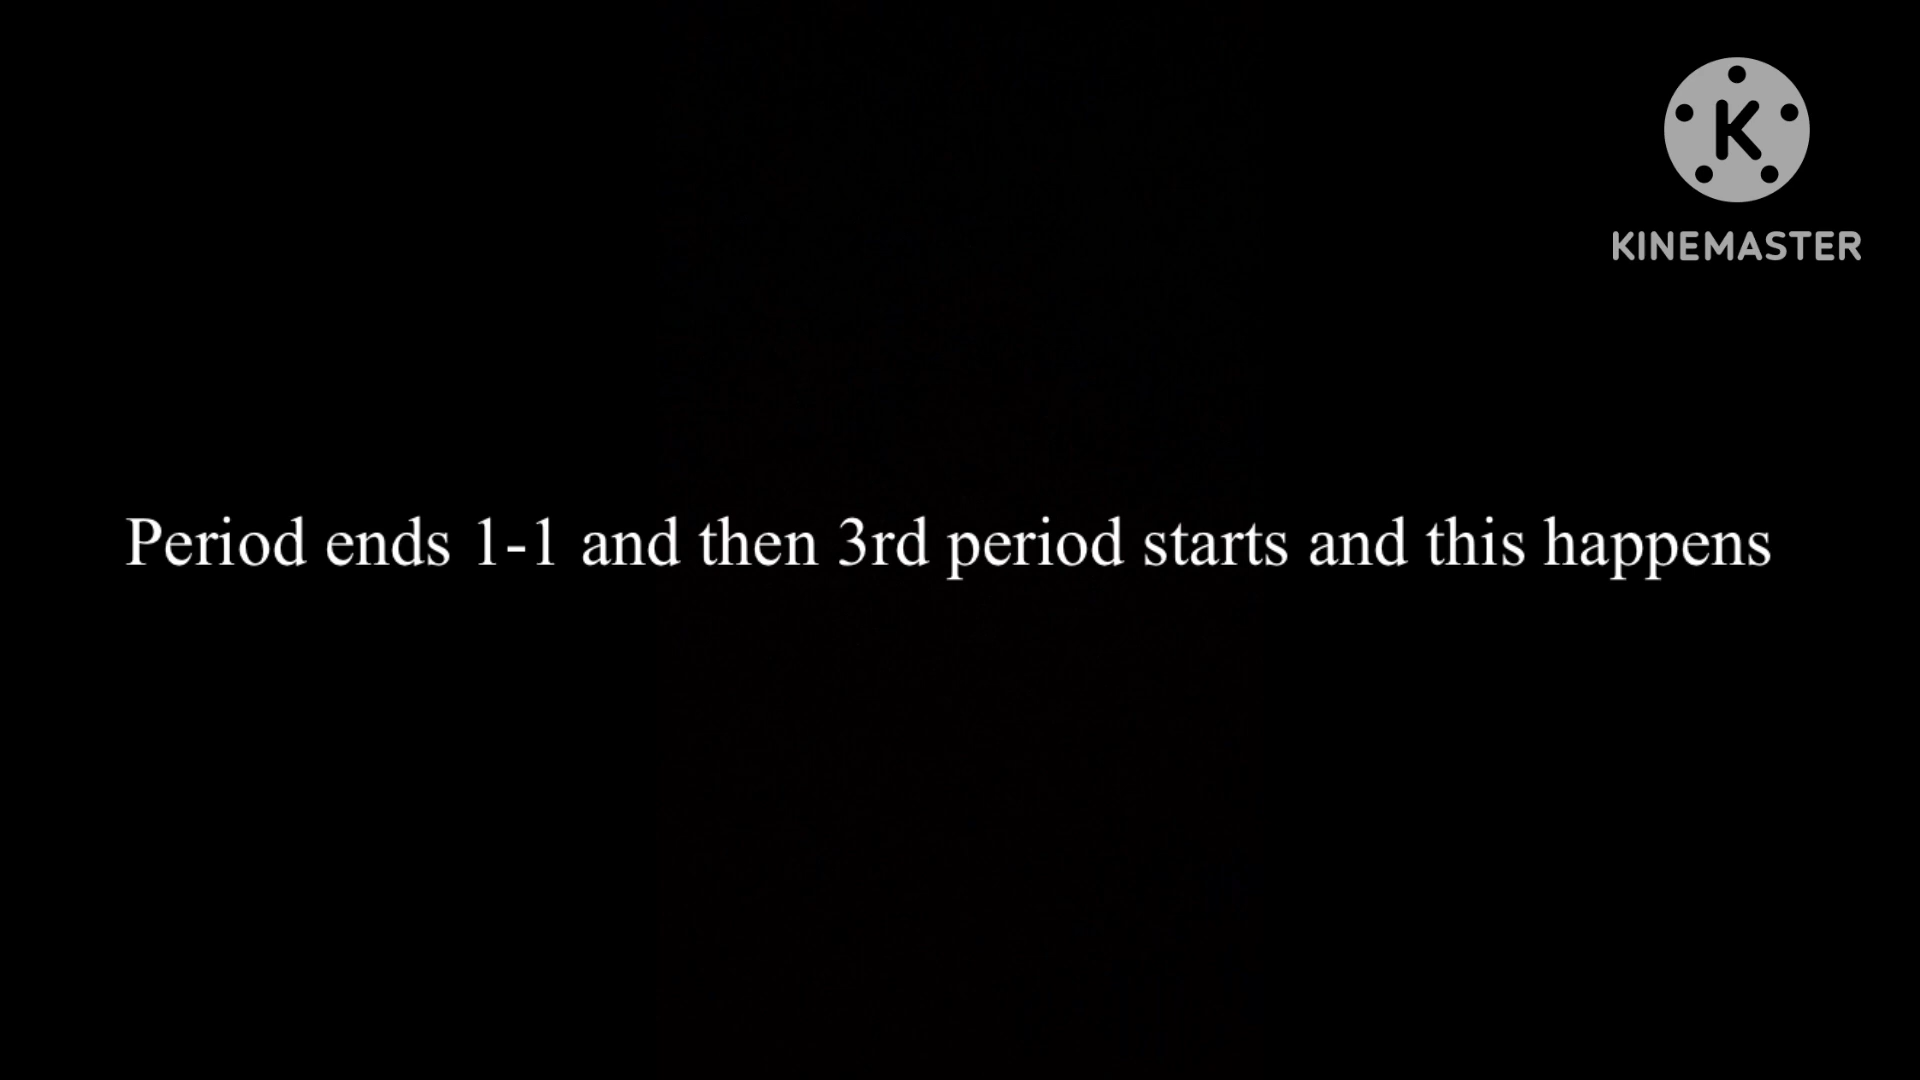 K
KINEMASTER
Period ends 1-1 and then 3rd period starts and this happens